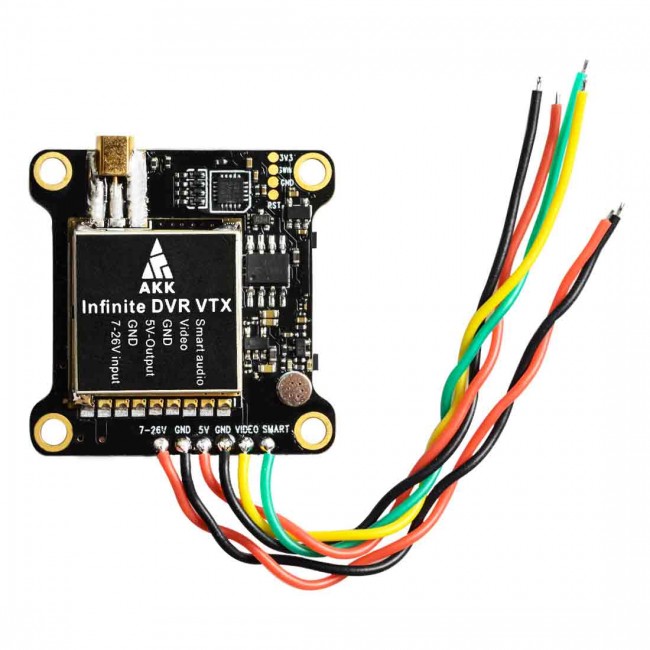 3V3
SWM
GND
RST
AKK
Infinite DVR VTX
Smart audio
Video
GND
5V-Output
GND
7-26V input
7-26V GND 5V GND VIDEO SMART